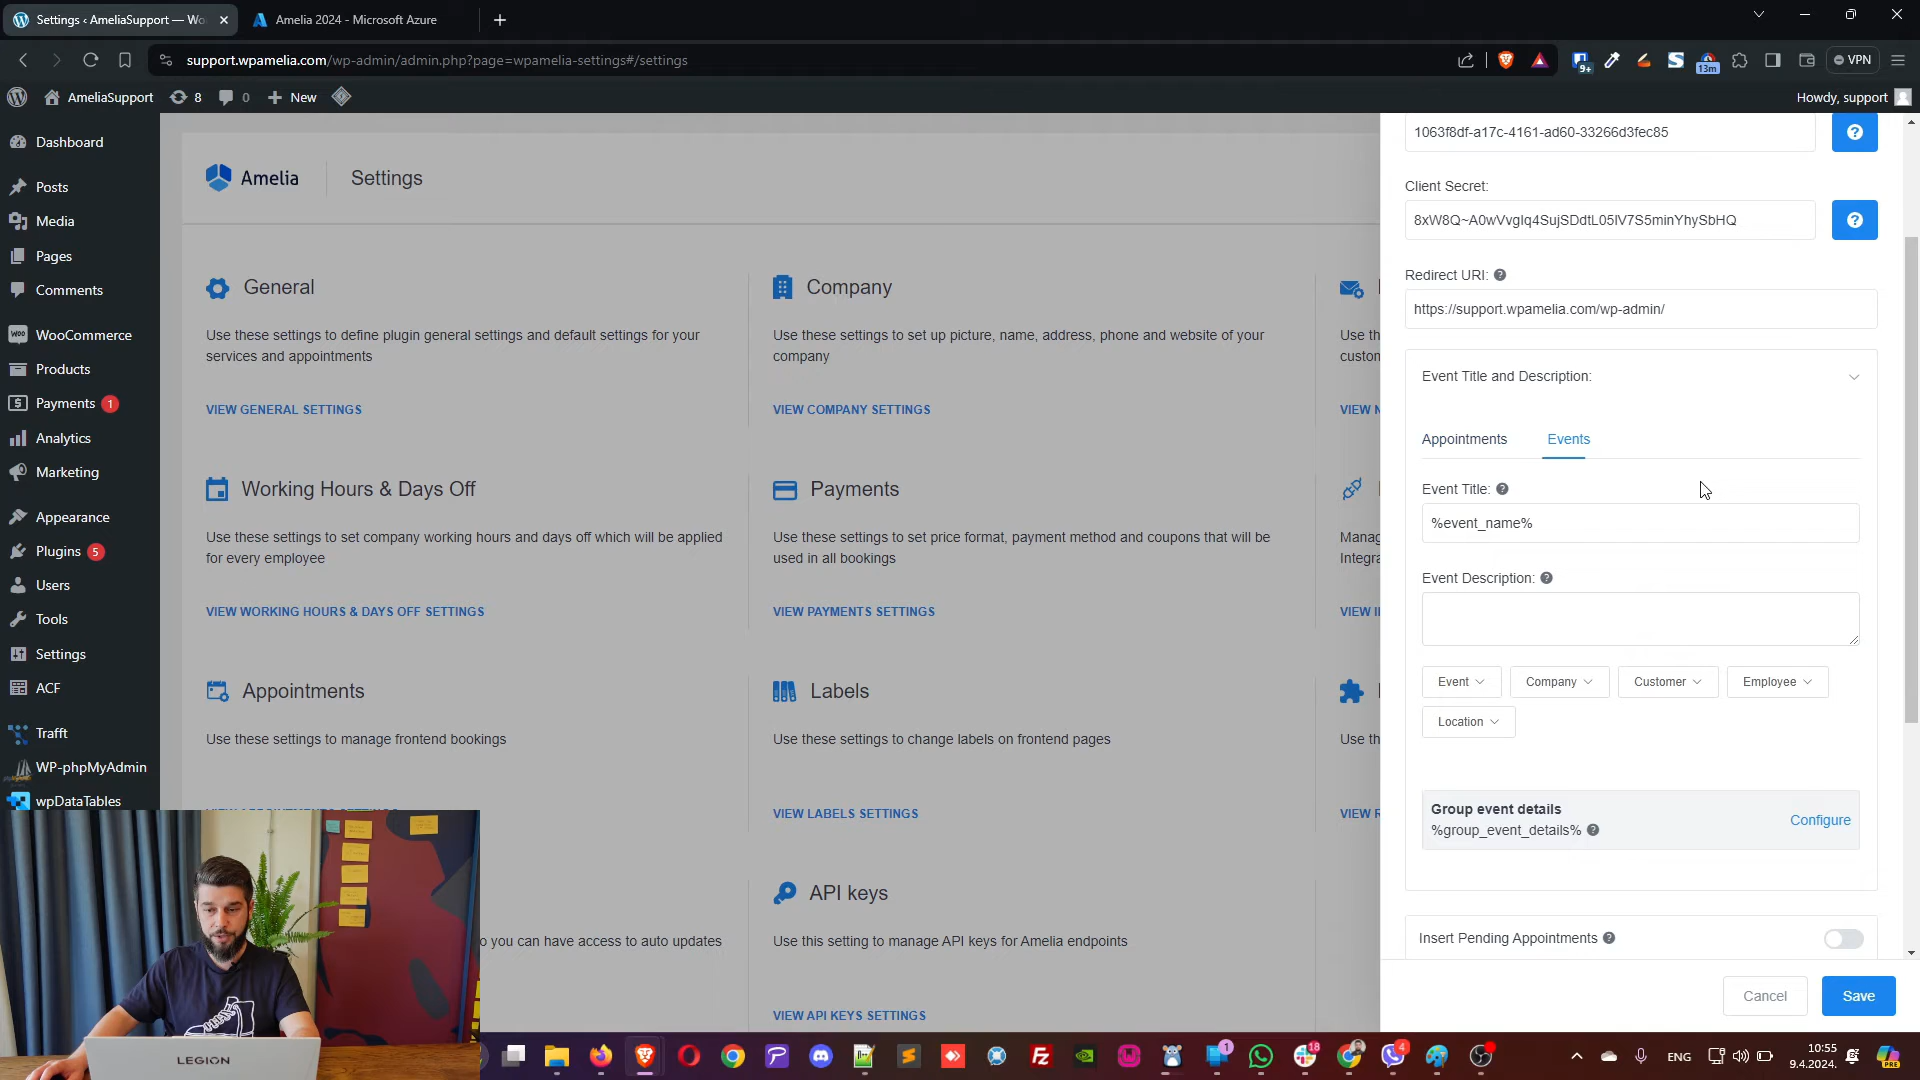 Settings ‹ AmeliaSupport — Wo
Amelia 2024 - Microsoft Azure
support.wpamelia.com/wp-admin/admin.php?page=wpamelia-settings#/settings
9+
13m
VPN
AmeliaSupport
8
0
New
Howdy, support
Dashboard
Posts
Media
Pages
Comments
WooCommerce
Products
Payments 1
Analytics
Marketing
Appearance
Plugins 5
Users
Tools
Settings
ACF
Trafft
WP-phpMyAdmin
wpDataTables
Amelia
Settings
General
Use these settings to define plugin general settings and default settings for your
services and appointments
VIEW GENERAL SETTINGS
Company
Use these settings to set up picture, name, address, phone and website of your
company
VIEW COMPANY SETTINGS
Use th
custon
VIEW N
Working Hours & Days Off
Use these settings to set company working hours and days off which will be applied
for every employee
VIEW WORKING HOURS & DAYS OFF SETTINGS
Payments
Use these settings to set price format, payment method and coupons that will be
used in all bookings
VIEW PAYMENTS SETTINGS
Manag
Integra
VIEW I
Appointments
Use these settings to manage frontend bookings
Labels
Use these settings to change labels on frontend pages
VIEW LABELS SETTINGS
Use th
VIEW R
o you can have access to auto updates
API keys
Use this setting to manage API keys for Amelia endpoints
VIEW API KEYS SETTINGS
1063f8df-a17c-4161-ad60-33266d3fec85
Client Secret:
8xW8Q~A0wVvgIq4SujSDdtL05lV7S5minYhySbHQ
Redirect URI:
https://support.wpamelia.com/wp-admin/
Event Title and Description:
Appointments
Events
Event Title:
%event_name%
Event Description:
Event
Company
Customer
Employee
Location
Group event details
%group_event_details%
Configure
Insert Pending Appointments
Cancel
Save
LEGION
1
18
4
ENG
10:55
9.4.2024.
PRE